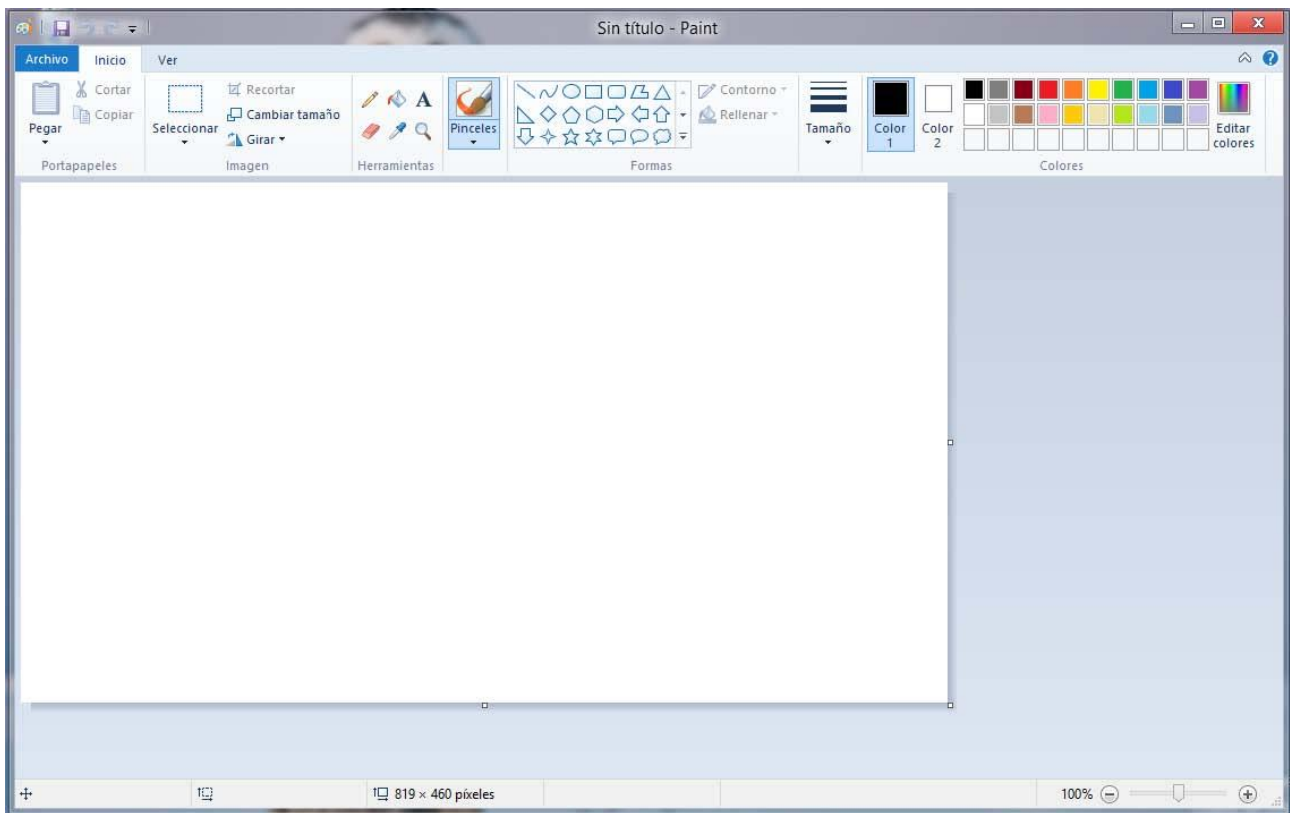 Sin título - Paint
Archivo Inicio Ver
Pegar
Cortar
Copiar
Portapapeles
Seleccionar
Recortar
Cambiar tamaño
Girar
Imagen
A
Herramientas
Pinceles
Contorno
Rellenar
Formas
Tamaño
Color
1
Color
2
Editar
colores
Colores
819 × 460 píxeles
100%